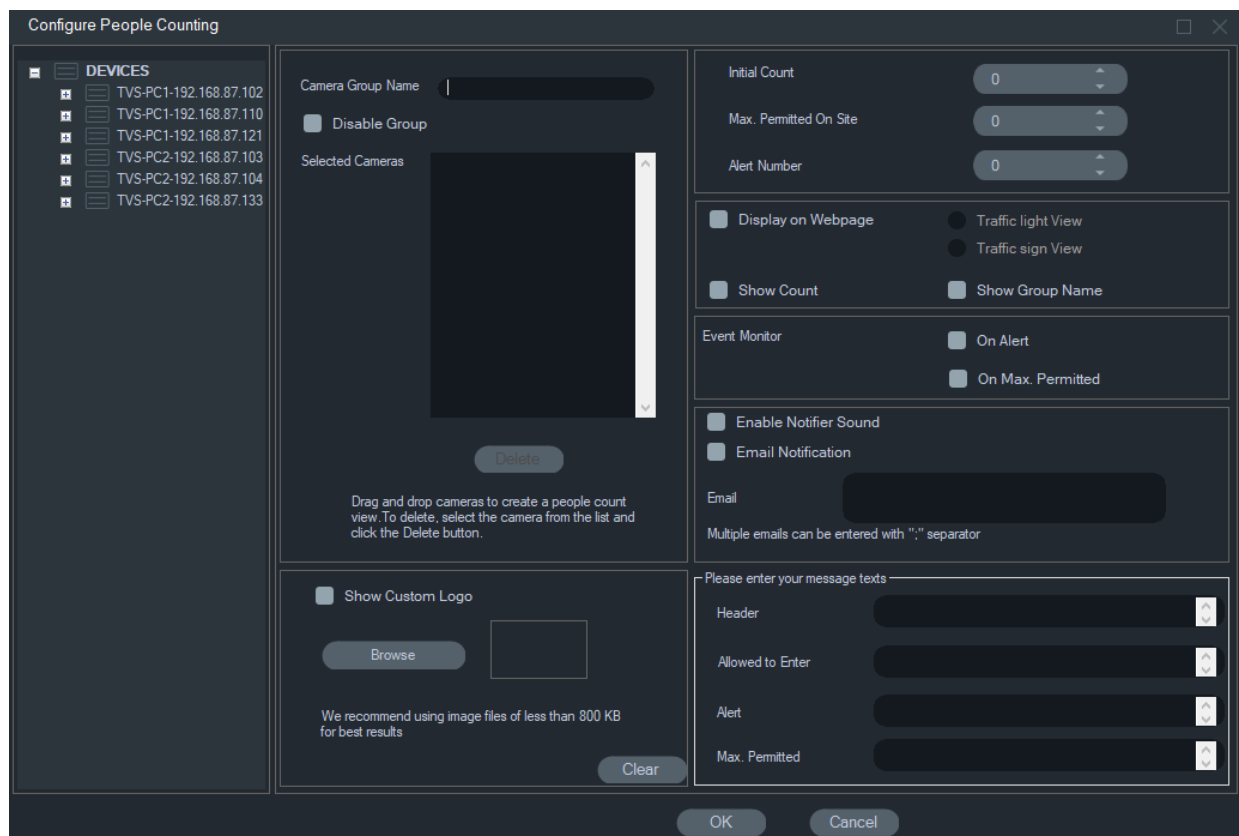 Configure People Counting
DEVICES
TVS-PC1-192.168.87.102
TVS-PC1-192.168.87.110
TVS-PC1-192.168.87.121
TVS-PC2-192.168.87.103
TVS-PC2-192.168.87.104
TVS-PC2-192.168.87.133
Camera Group Name
Disable Group
Selected Cameras
Delete
Drag and drop cameras to create a people count
view.To delete, select the camera from the list and
click the Delete button.
Show Custom Logo
Browse
We recommend using image files of less than 800 KB
for best results
Clear
Initial Count
0
Max. Permitted On Site
0
Alert Number
0
Display on Webpage
Traffic light View
Traffic sign View
Show Count
Show Group Name
Event Monitor
On Alert
On Max. Permitted
Enable Notifier Sound
Email Notification
Email
Multiple emails can be entered with ";" separator
Please enter your message texts
Header
Allowed to Enter
Alert
Max. Permitted
OK
Cancel